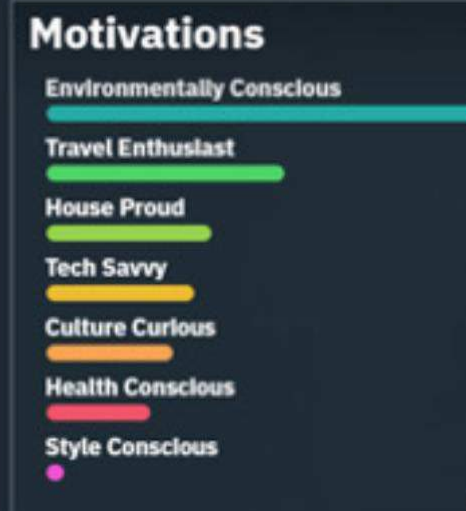 Motivations
Environmentally Conscious
Travel Enthusiast
House Proud
Tech Savvy
Culture Curious
Health Conscious
Style Conscious